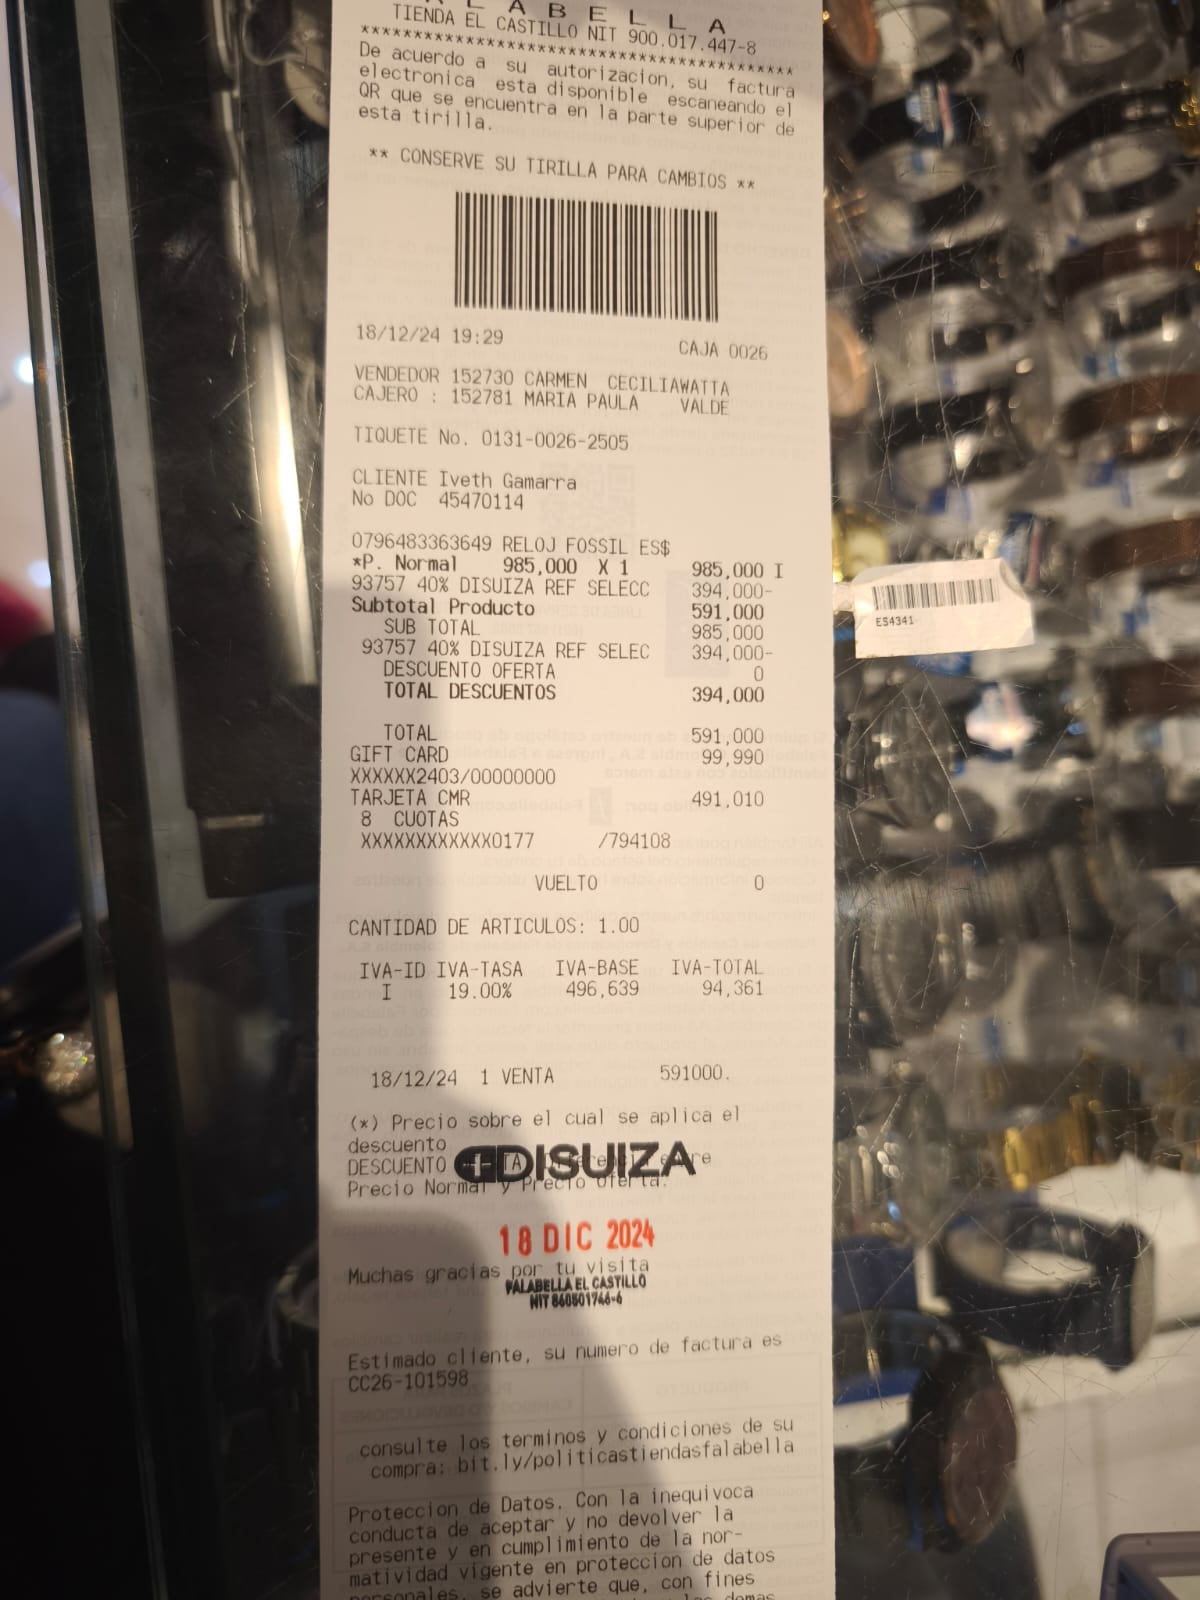 A B E L L A
TIENDA EL CASTILLO NIT 900.017.447-8
*****************************************
De acuerdo a su autorizacion, su factura
electronica esta disponible escaneando el
QR que se encuentra en la parte superior de
esta tirilla.
** CONSERVE SU TIRILLA PARA CAMBIOS **
18/12/24 19:29 CAJA 0026
VENDEDOR 152730 CARMEN CECILIAWATTA
CAJERO : 152781 MARIA PAULA VALDE
TIQUETE No. 0131-0026-2505
CLIENTE Iveth Gamarra
No DOC 45470114
0796483363649 RELOJ FOSSIL ES$
*P. Normal 985,000 X 1 985,000 I
93757 40% DISUIZA REF SELECC 394,000-
Subtotal Producto 591,000
SUB TOTAL 985,000
93757 40% DISUIZA REF SELEC 394,000-
DESCUENTO OFERTA 0
TOTAL DESCUENTOS 394,000
TOTAL 591,000
GIFT CARD 99,990
XXXXXX2403/00000000
TARJETA CMR 491,010
8 CUOTAS
XXXXXXXXXXXX0177 /794108
VUELTO 0
CANTIDAD DE ARTICULOS: 1.00
IVA-ID IVA-TASA IVA-BASE IVA-TOTAL
I 19.00% 496,639 94,361
18/12/24 1 VENTA 591000.
(*) Precio sobre el cual se aplica el
descuento
DESCUENTO
DISUIZA
Precio Normal y Precio Oferta.
18 DIC 2024
Muchas gracias por tu visita
FALABELLA EL CASTILLO
NIT 860501746-6
Estimado cliente, su numero de factura es
CC26-101598
consulte los terminos y condiciones de su
compra: bit.ly/politicastiendasfalabella
Proteccion de Datos. Con la inequivoca
conducta de aceptar y no devolver la
presente y en cumplimiento de la nor-
matividad vigente en proteccion de datos
personales, se advierte que, con fines
ES4341